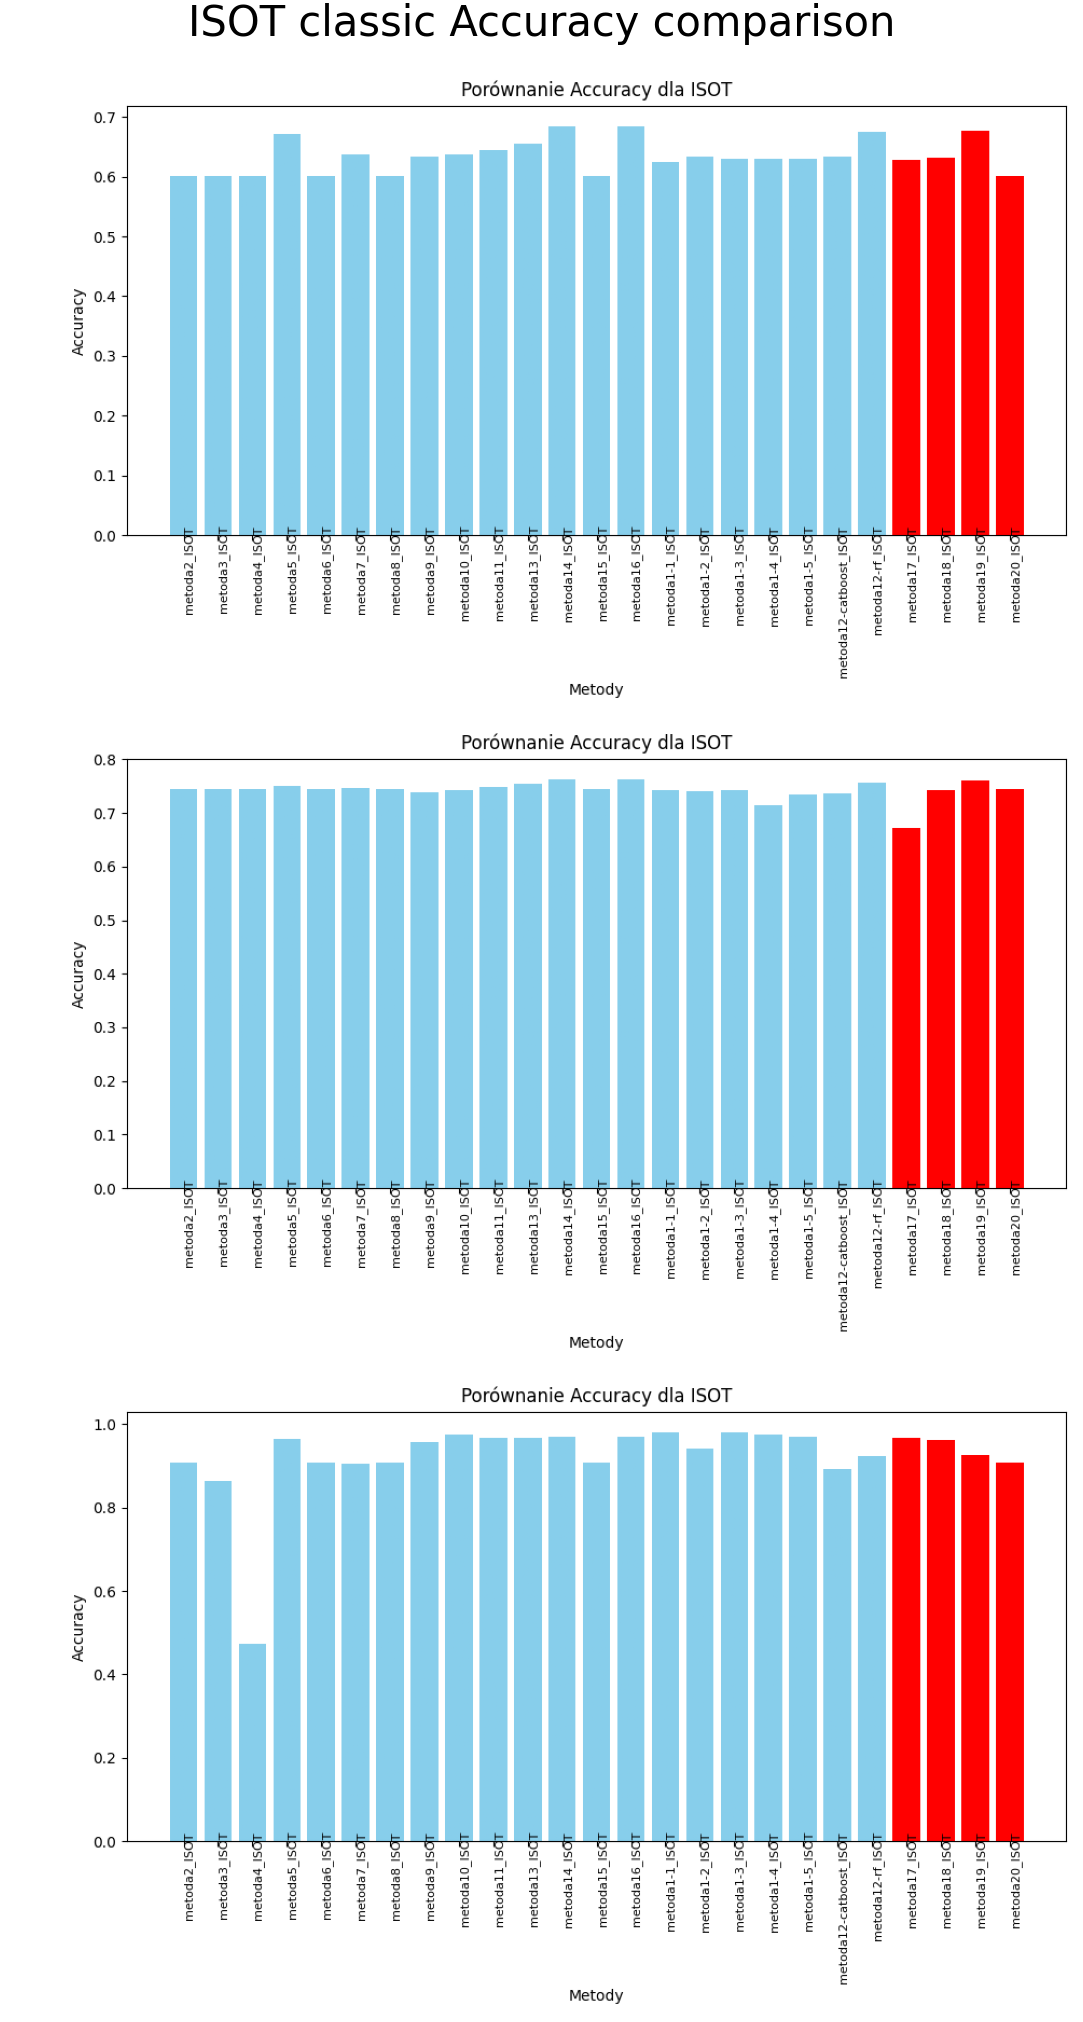 ISOT classic Accuracy comparison
Porównanie Accuracy dla ISOT
Accuracy
0.7
0.6
0.5
0.4
0.3
0.2
0.1
0.0
metoda2_ISOT
metoda3_ISOT
metoda4_ISOT
metoda5_ISOT
metoda6_ISOT
metoda7_ISOT
metoda8_ISOT
metoda9_ISOT
metoda10_ISOT
metoda11_ISOT
metoda13_ISOT
metoda14_ISOT
metoda15_ISOT
metoda16_ISOT
metoda1-1_ISOT
metoda1-2_ISOT
metoda1-3_ISOT
metoda1-4_ISOT
metoda1-5_ISOT
metoda12-catboost_ISOT
metoda12-rf_ISOT
metoda17_ISOT
metoda18_ISOT
metoda19_ISOT
metoda20_ISOT
Metody
Porównanie Accuracy dla ISOT
Accuracy
0.8
0.7
0.6
0.5
0.4
0.3
0.2
0.1
0.0
metoda2_ISOT
metoda3_ISOT
metoda4_ISOT
metoda5_ISOT
metoda6_ISOT
metoda7_ISOT
metoda8_ISOT
metoda9_ISOT
metoda10_ISOT
metoda11_ISOT
metoda13_ISOT
metoda14_ISOT
metoda15_ISOT
metoda16_ISOT
metoda1-1_ISOT
metoda1-2_ISOT
metoda1-3_ISOT
metoda1-4_ISOT
metoda1-5_ISOT
metoda12-catboost_ISOT
metoda12-rf_ISOT
metoda17_ISOT
metoda18_ISOT
metoda19_ISOT
metoda20_ISOT
Metody
Porównanie Accuracy dla ISOT
Accuracy
1.0
0.8
0.6
0.4
0.2
0.0
metoda2_ISOT
metoda3_ISOT
metoda4_ISOT
metoda5_ISOT
metoda6_ISOT
metoda7_ISOT
metoda8_ISOT
metoda9_ISOT
metoda10_ISOT
metoda11_ISOT
metoda13_ISOT
metoda14_ISOT
metoda15_ISOT
metoda16_ISOT
metoda1-1_ISOT
metoda1-2_ISOT
metoda1-3_ISOT
metoda1-4_ISOT
metoda1-5_ISOT
metoda12-catboost_ISOT
metoda12-rf_ISOT
metoda17_ISOT
metoda18_ISOT
metoda19_ISOT
metoda20_ISOT
Metody